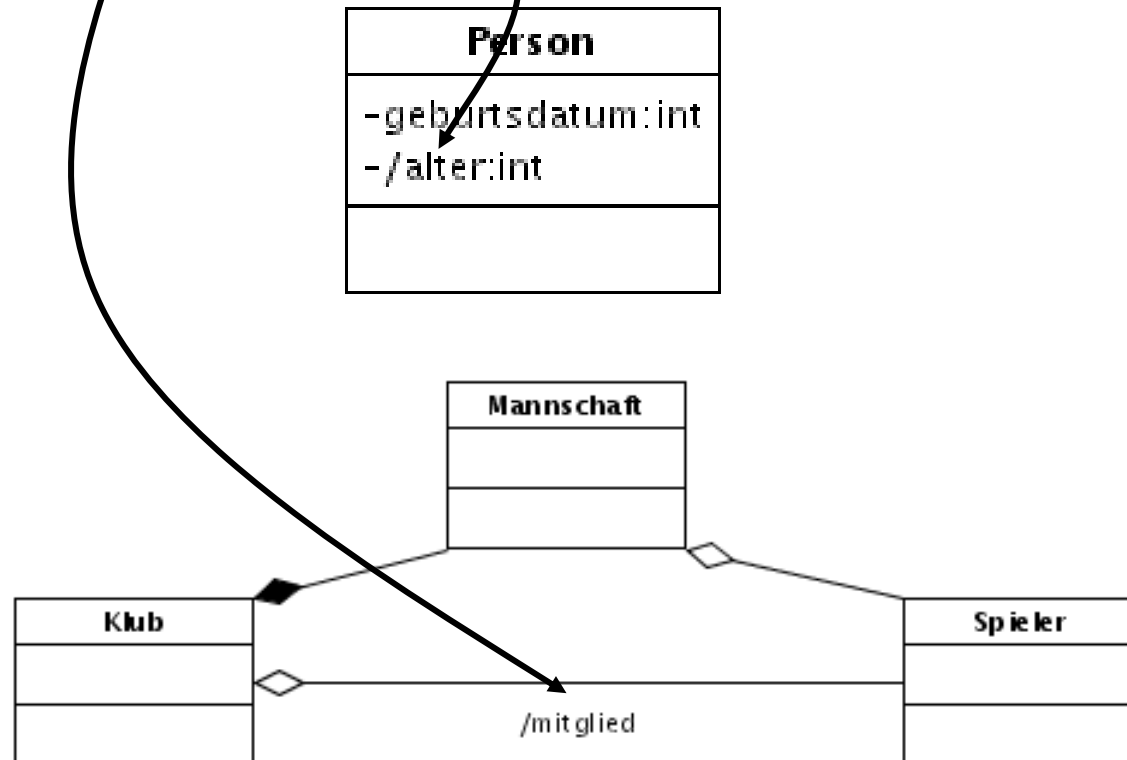 Person
-geburtsdatum:int
-/alter:int
Mannschaft
Klub
Spieler
/mitglied